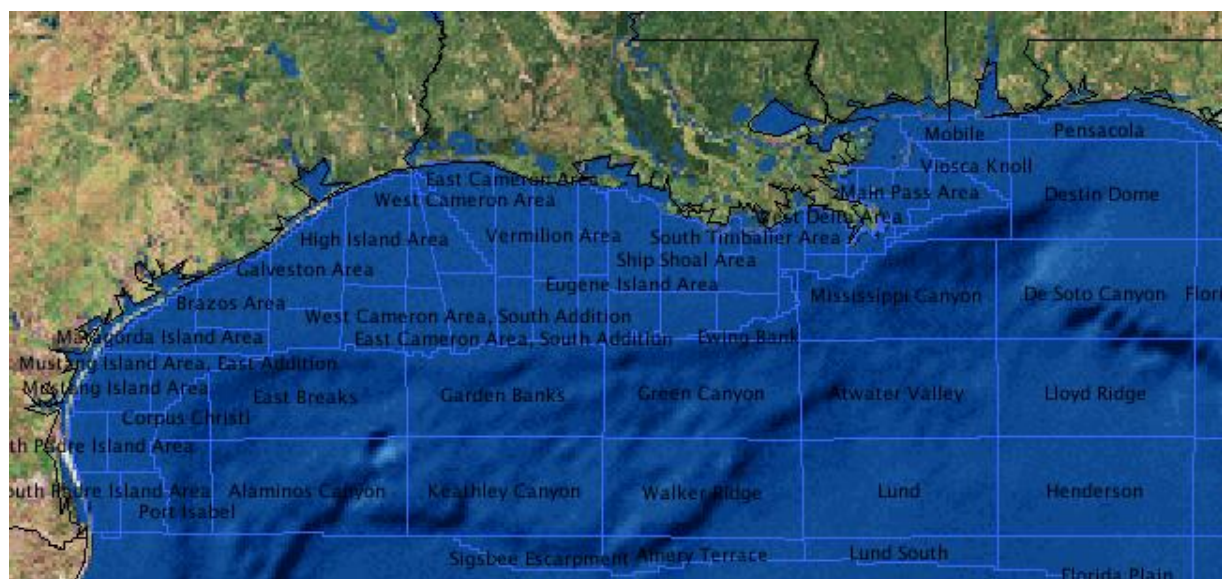 Mobile
Pensacola
Viosca Knoll
East Cameron Area
Main Pass Area
Destin Dome
West Cameron Area
West Delta Area
High Island Area
Vermilion Area
South Timbalier Area
Ship Shoal Area
Galveston Area
Eugene Island Area
Mississippi Canyon
De Soto Canyon
Flor
Brazos Area
West Cameron Area, South Addition
Matagorda Island Area
East Cameron Area, South Addition
Ewing Bank
Mustang Island Area, East Addition
Mustang Island Area
East Breaks
Garden Banks
Green Canyon
Atwater Valley
Lloyd Ridge
Corpus Christi
th Padre Island Area
outh Padre Island Area
Alaminos Canyon
Keathley Canyon
Walker Ridge
Lund
Henderson
Port Isabel
Sigsbee Escarpment
Amery Terrace
Lund South
Florida Plain